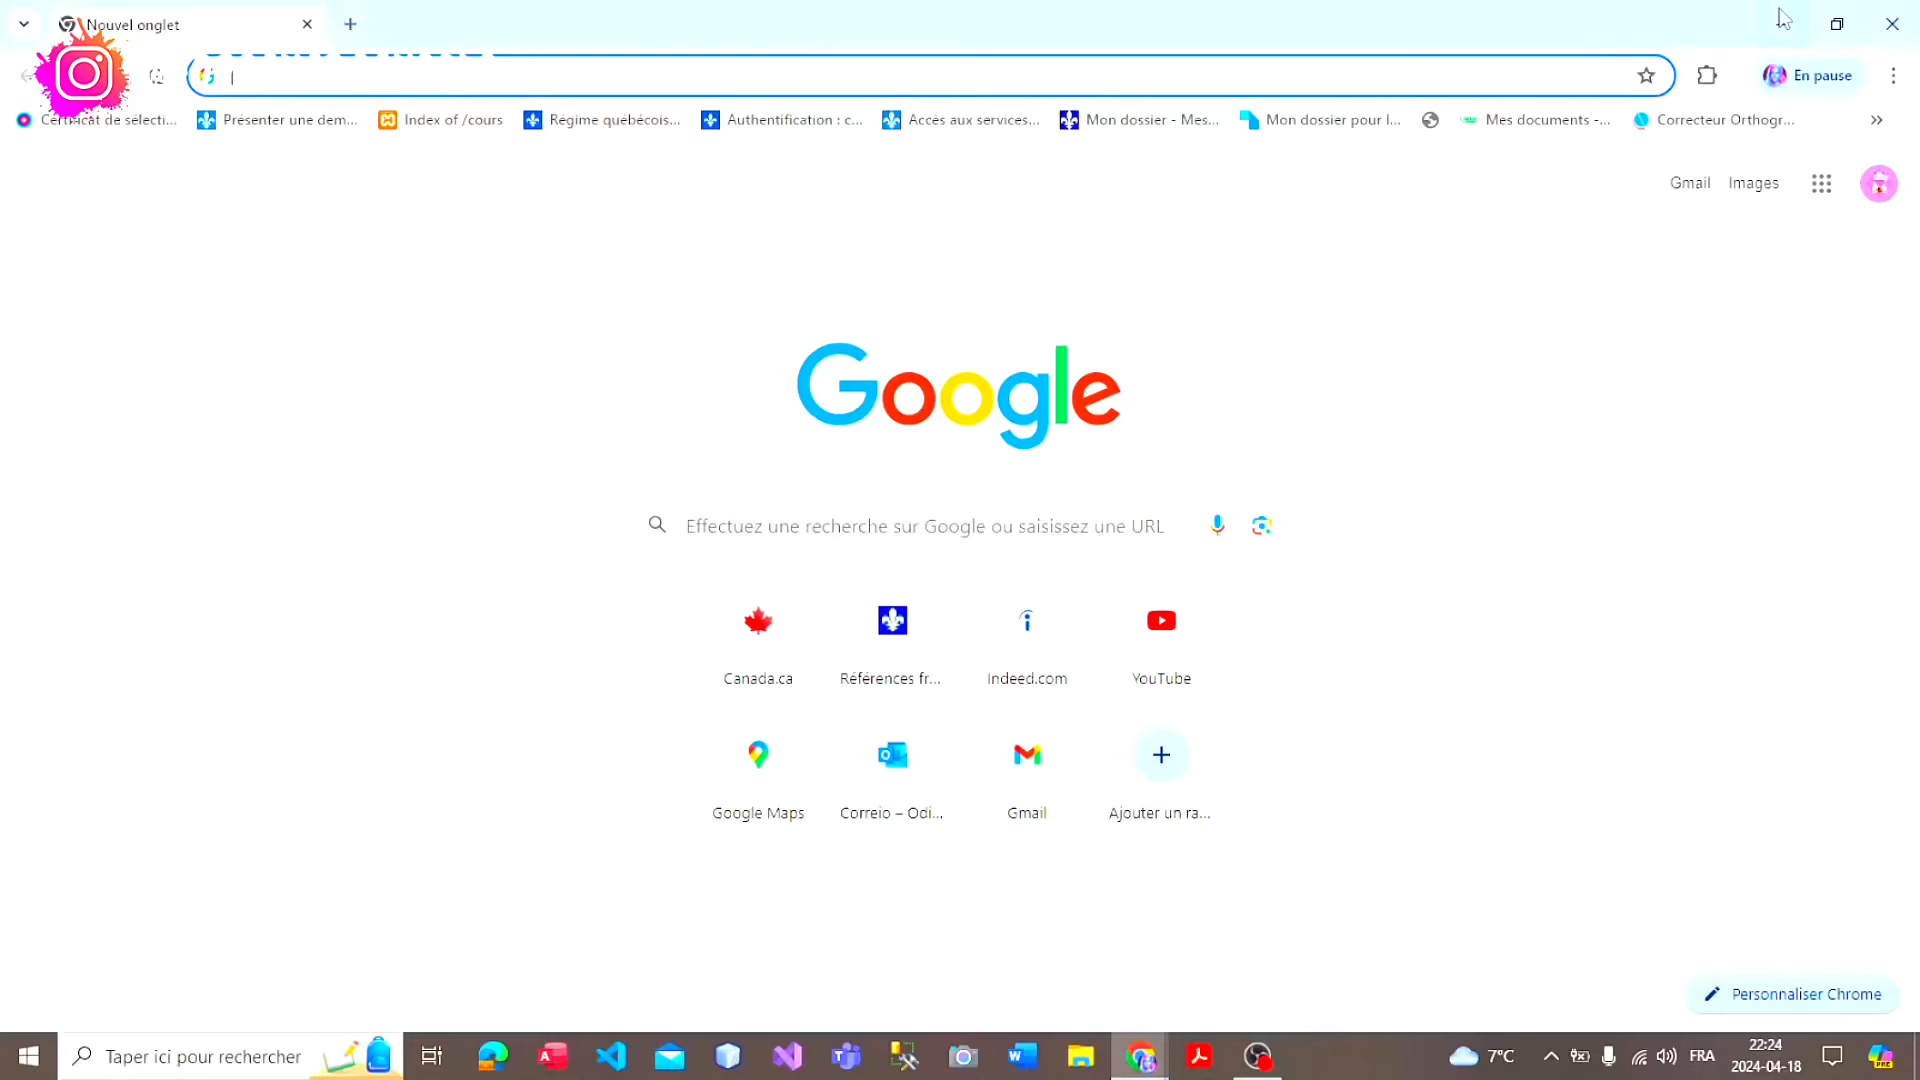 Nouvel onglet
En pause
Certificat de sélecti...
Présenter une dem...
Index of /cours
Régime québécois...
Authentification : c...
Accès aux services...
Mon dossier - Mes...
Mon dossier pour l...
Mes documents -...
Correcteur Orthogr...
Gmail
Images
Google
Effectuez une recherche sur Google ou saisissez une URL
Canada.ca
Références fr...
Indeed.com
YouTube
Google Maps
Correio – Odi...
Gmail
Ajouter un ra...
Personnaliser Chrome
Taper ici pour rechercher
7°C
FRA
22:24
2024-04-18